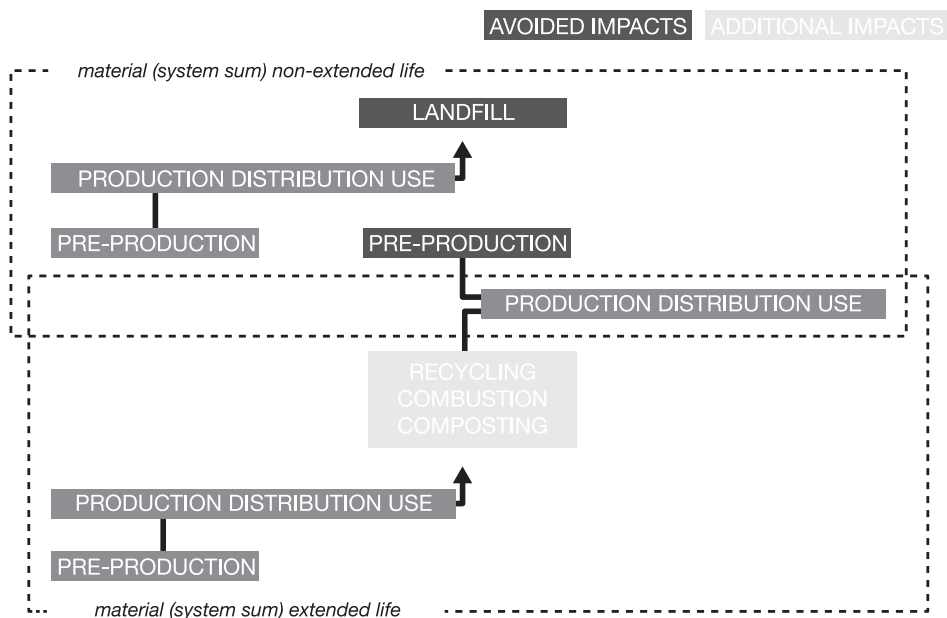 AVOIDED IMPACTS ADDITIONAL IMPACTS
material (system sum) non-extended life
LANDFILL
PRODUCTION DISTRIBUTION USE
PRE-PRODUCTION PRE-PRODUCTION
PRODUCTION DISTRIBUTION USE
RECYCLING
COMBUSTION
COMPOSTING
PRODUCTION DISTRIBUTION USE
PRE-PRODUCTION
material (system sum) extended life